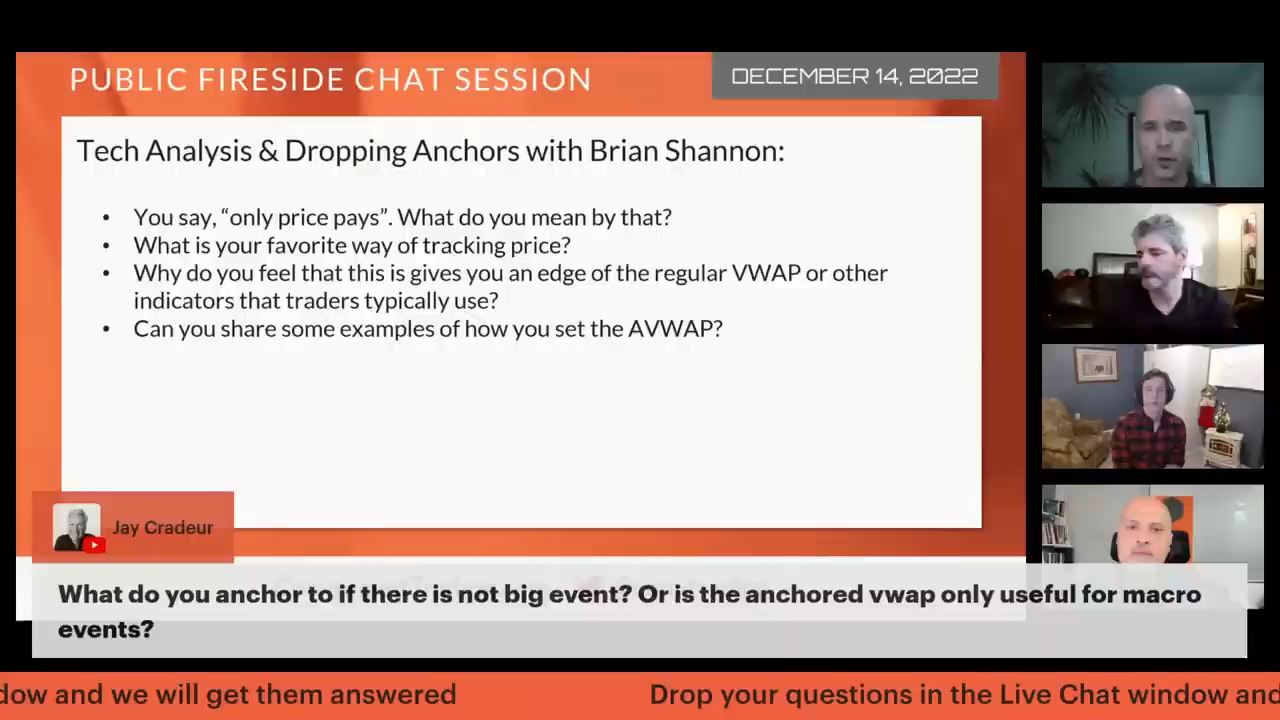 PUBLIC FIRESIDE CHAT SESSION
DECEMBER 14, 2022
Tech Analysis & Dropping Anchors with Brian Shannon:
• You say, “only price pays”. What do you mean by that?
• What is your favorite way of tracking price?
• Why do you feel that this is gives you an edge of the regular VWAP or other
indicators that traders typically use?
• Can you share some examples of how you set the AVWAP?
Jay Cradeur
What do you anchor to if there is not big event? Or is the anchored vwap only useful for macro
events?
dow and we will get them answered
Drop your questions in the Live Chat window and